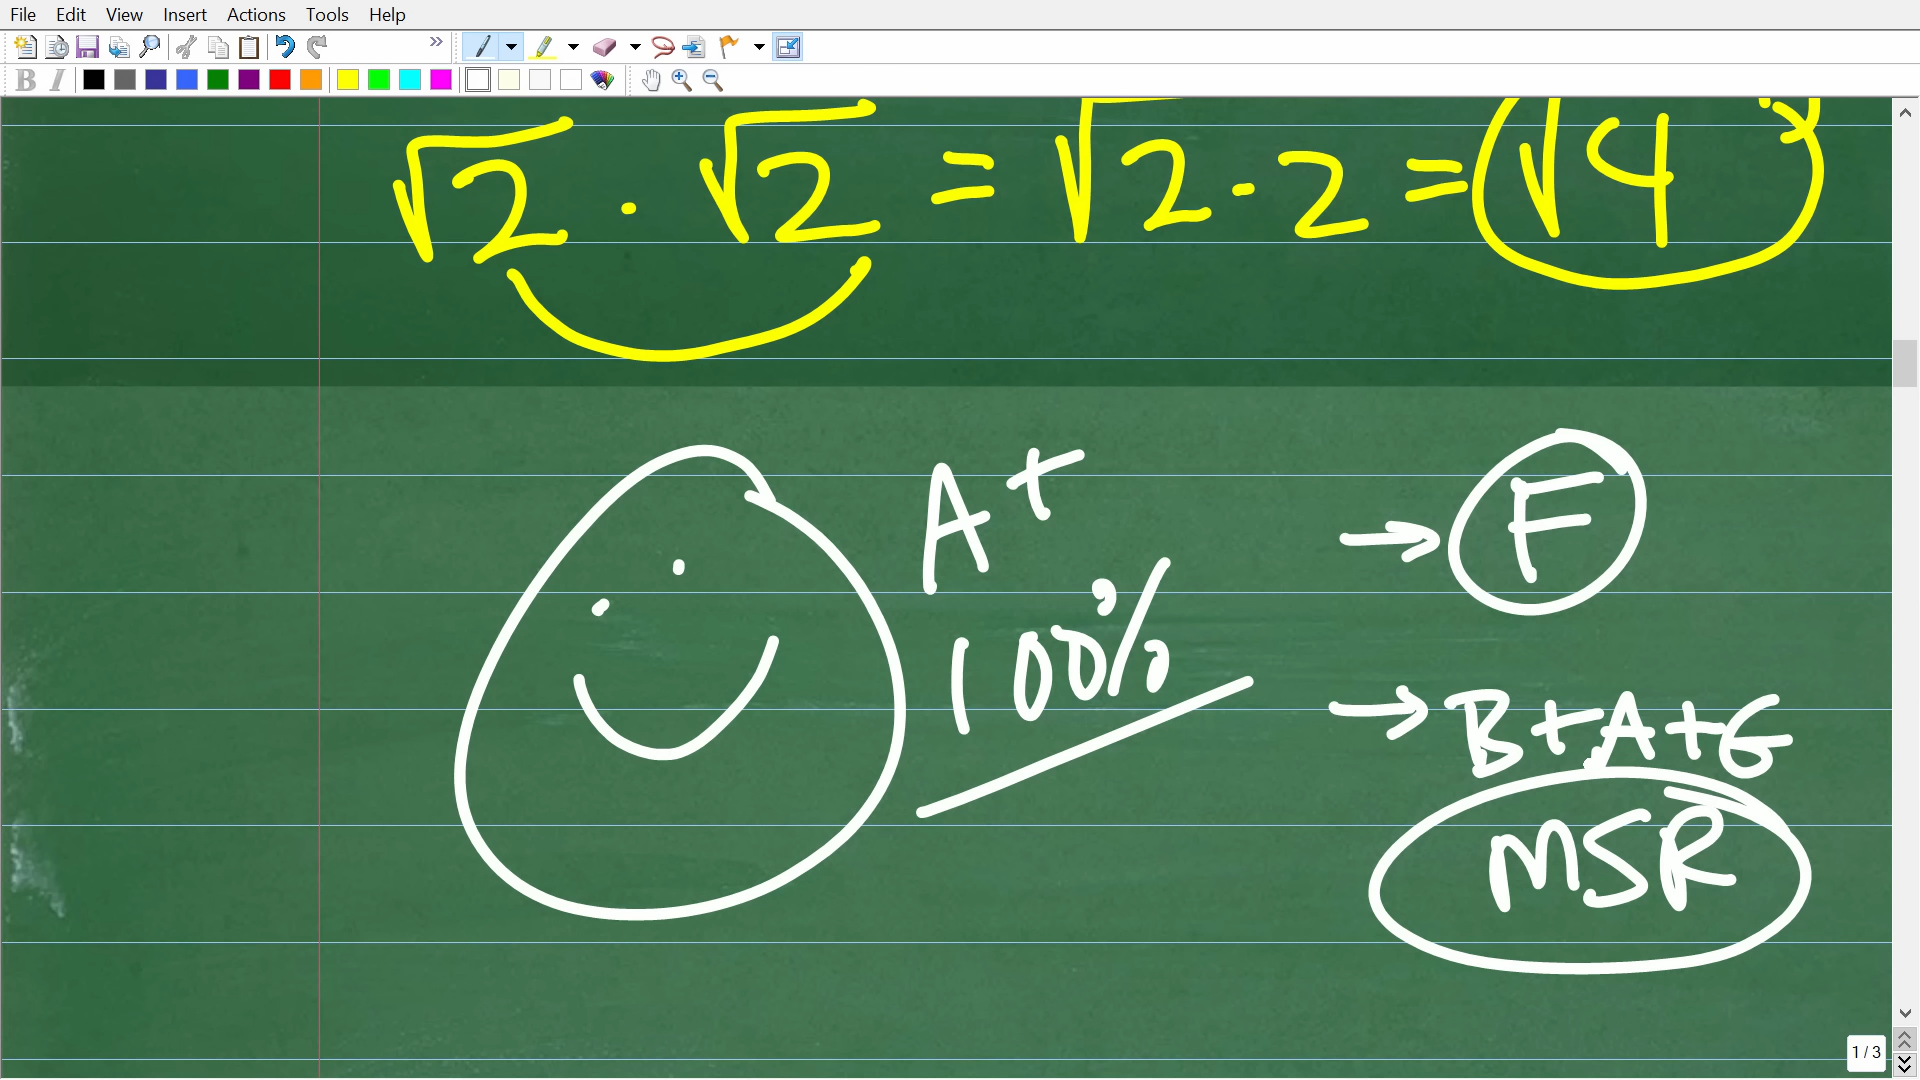 File Edit View Insert Actions Tools Help
B I
√2 · √2 = √2 · 2 = √4
A+
100%
→ F
→ B+A+G
MSR
1 / 3